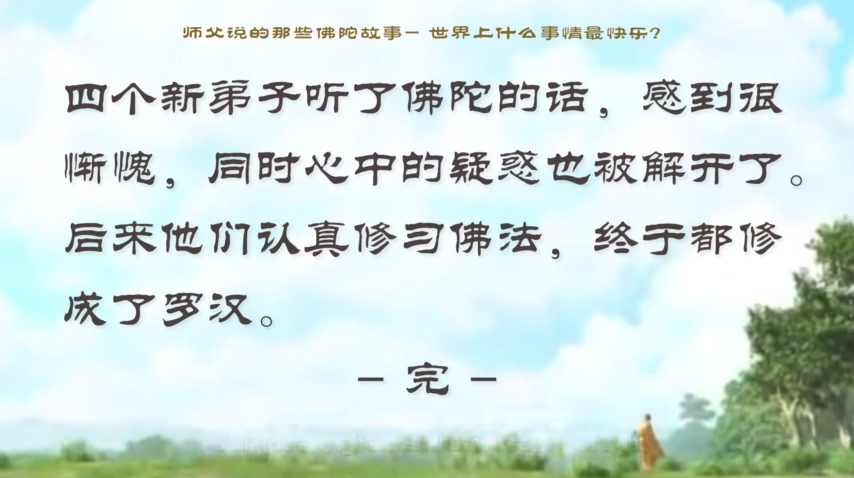 师父说的那些佛陀故事– 世界上什么事情最快乐?
四个新弟子听了佛陀的话，感到很
惭愧，同时心中的疑惑也被解开了。
后来他们认真修习佛法，终于都修
成了罗汉。
– 完 –